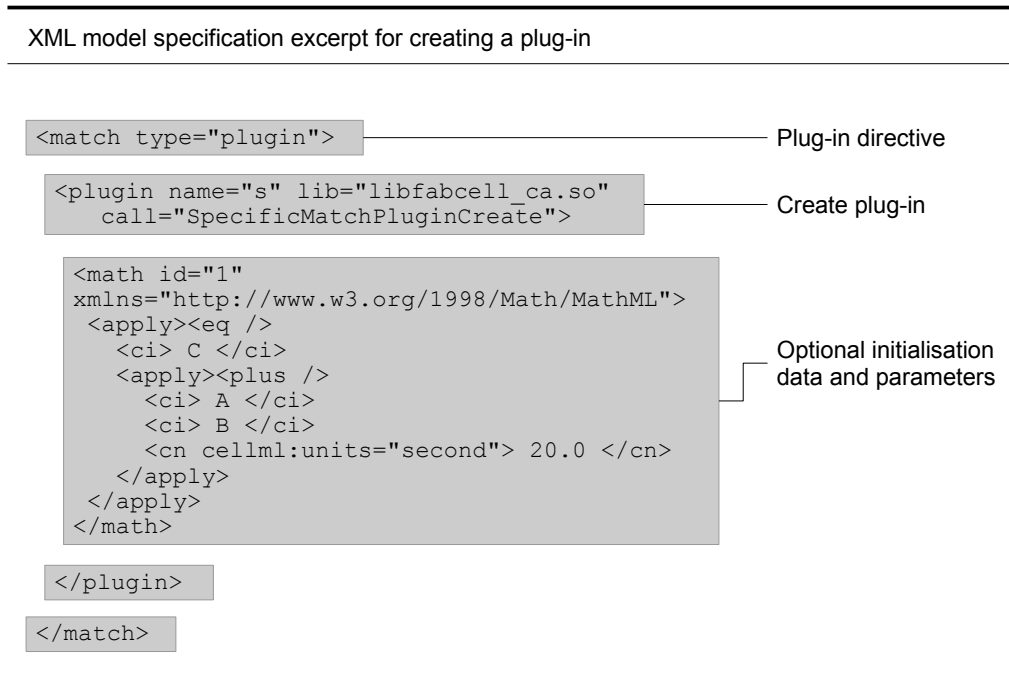 XML model specification excerpt for creating a plug-in
<match type="plugin">
Plug-in directive
<plugin name="s" lib="libfabcell_ca.so"
call="SpecificMatchPluginCreate">
Create plug-in
<math id="1"
xmlns="http://www.w3.org/1998/Math/MathML">
<apply><eq />
<ci> C </ci>
<apply><plus />
<ci> A </ci>
<ci> B </ci>
<cn cellml:units="second"> 20.0 </cn>
</apply>
</apply>
</math>
Optional initialisation
data and parameters
</plugin>
</match>